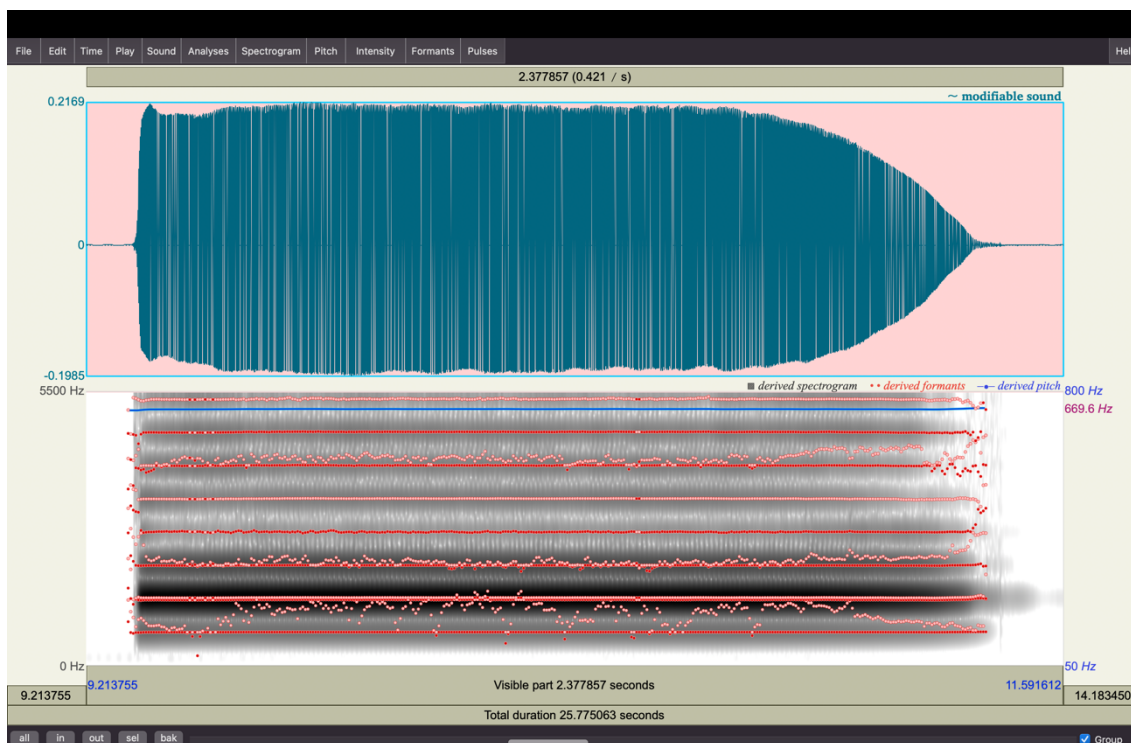 File Edit Time Play Sound Analyses Spectrogram Pitch Intensity Formants Pulses Hel
2.377857 (0.421 / s)
0.2169
~ modifiable sound
0
-0.1985
5500 Hz
derived spectrogram derived formants derived pitch
800 Hz
669.6 Hz
0 Hz
50 Hz
9.213755
9.213755
Visible part 2.377857 seconds
11.591612
14.183450
Total duration 25.775063 seconds
all in out sel bak
Group